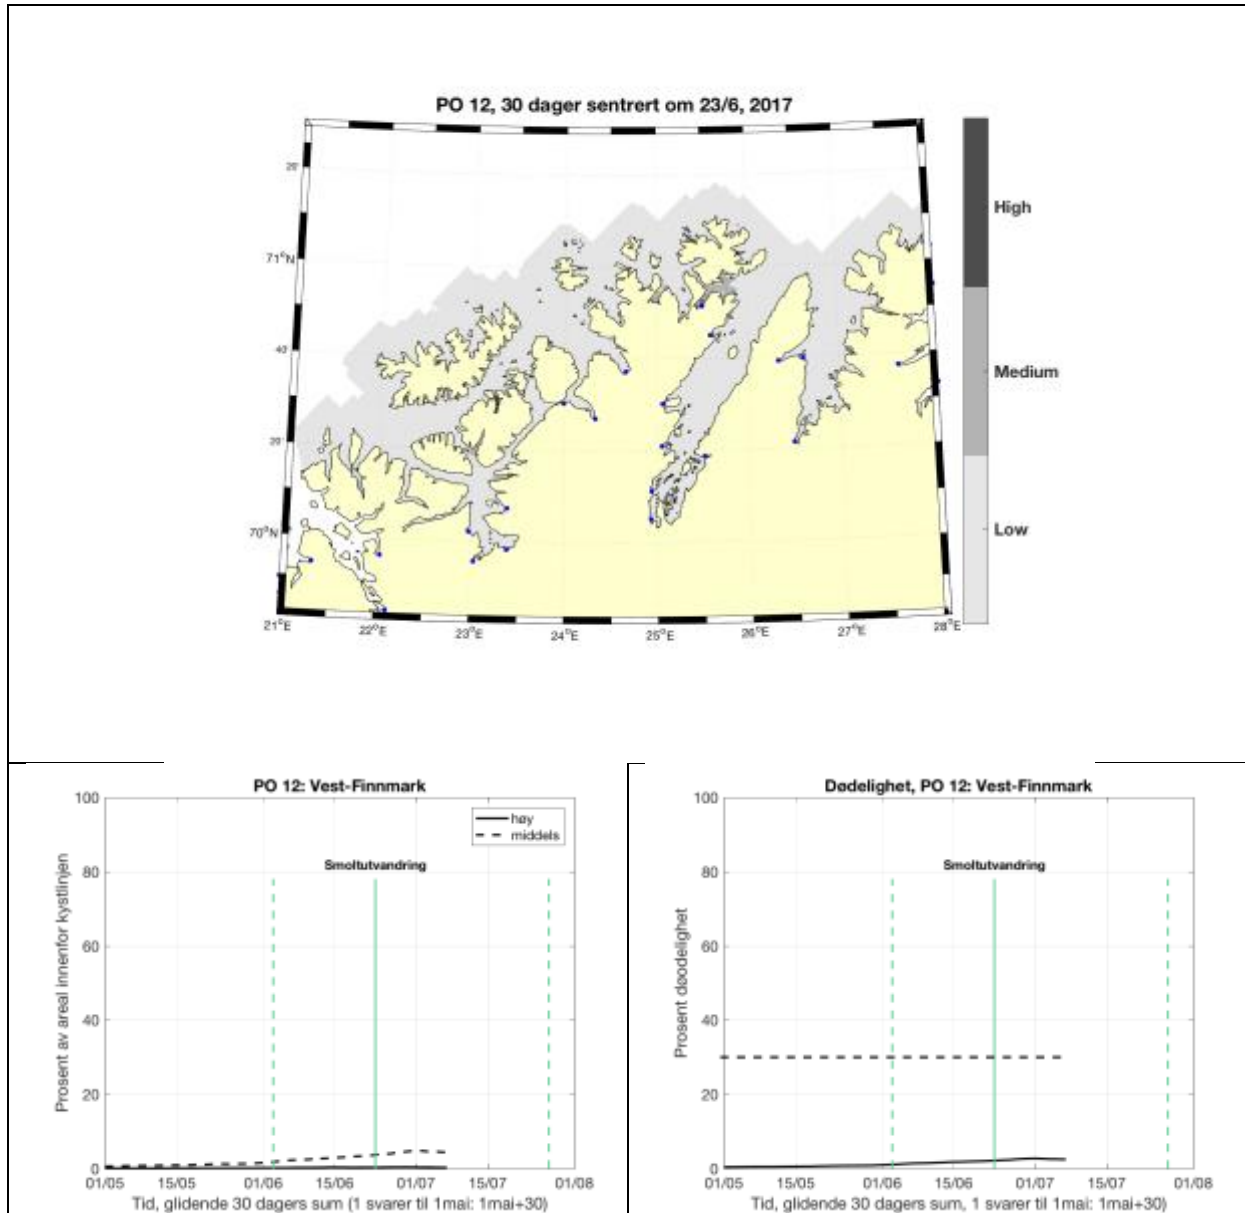 PO 12, 30 dager sentrert om 23/6, 2017
20'
71°N
40'
20'
70°N
21°E
22°E
23°E
24°E
25°E
26°E
27°E
28°E
High
Medium
Low
PO 12: Vest-Finnmark
høy
middels
Smoltutvandring
Prosent av areal innenfor kystlinjen
100
80
60
40
20
0
01/05
15/05
01/06
15/06
01/07
15/07
01/08
Tid, glidende 30 dagers sum (1 svarer til 1mai: 1mai+30)
Dødelighet, PO 12: Vest-Finnmark
Smoltutvandring
Prosent døodelighet
100
80
60
40
20
0
01/05
15/05
01/06
15/06
01/07
15/07
01/08
Tid, glidende 30 dagers sum, 1 svarer til 1mai: 1mai+30)